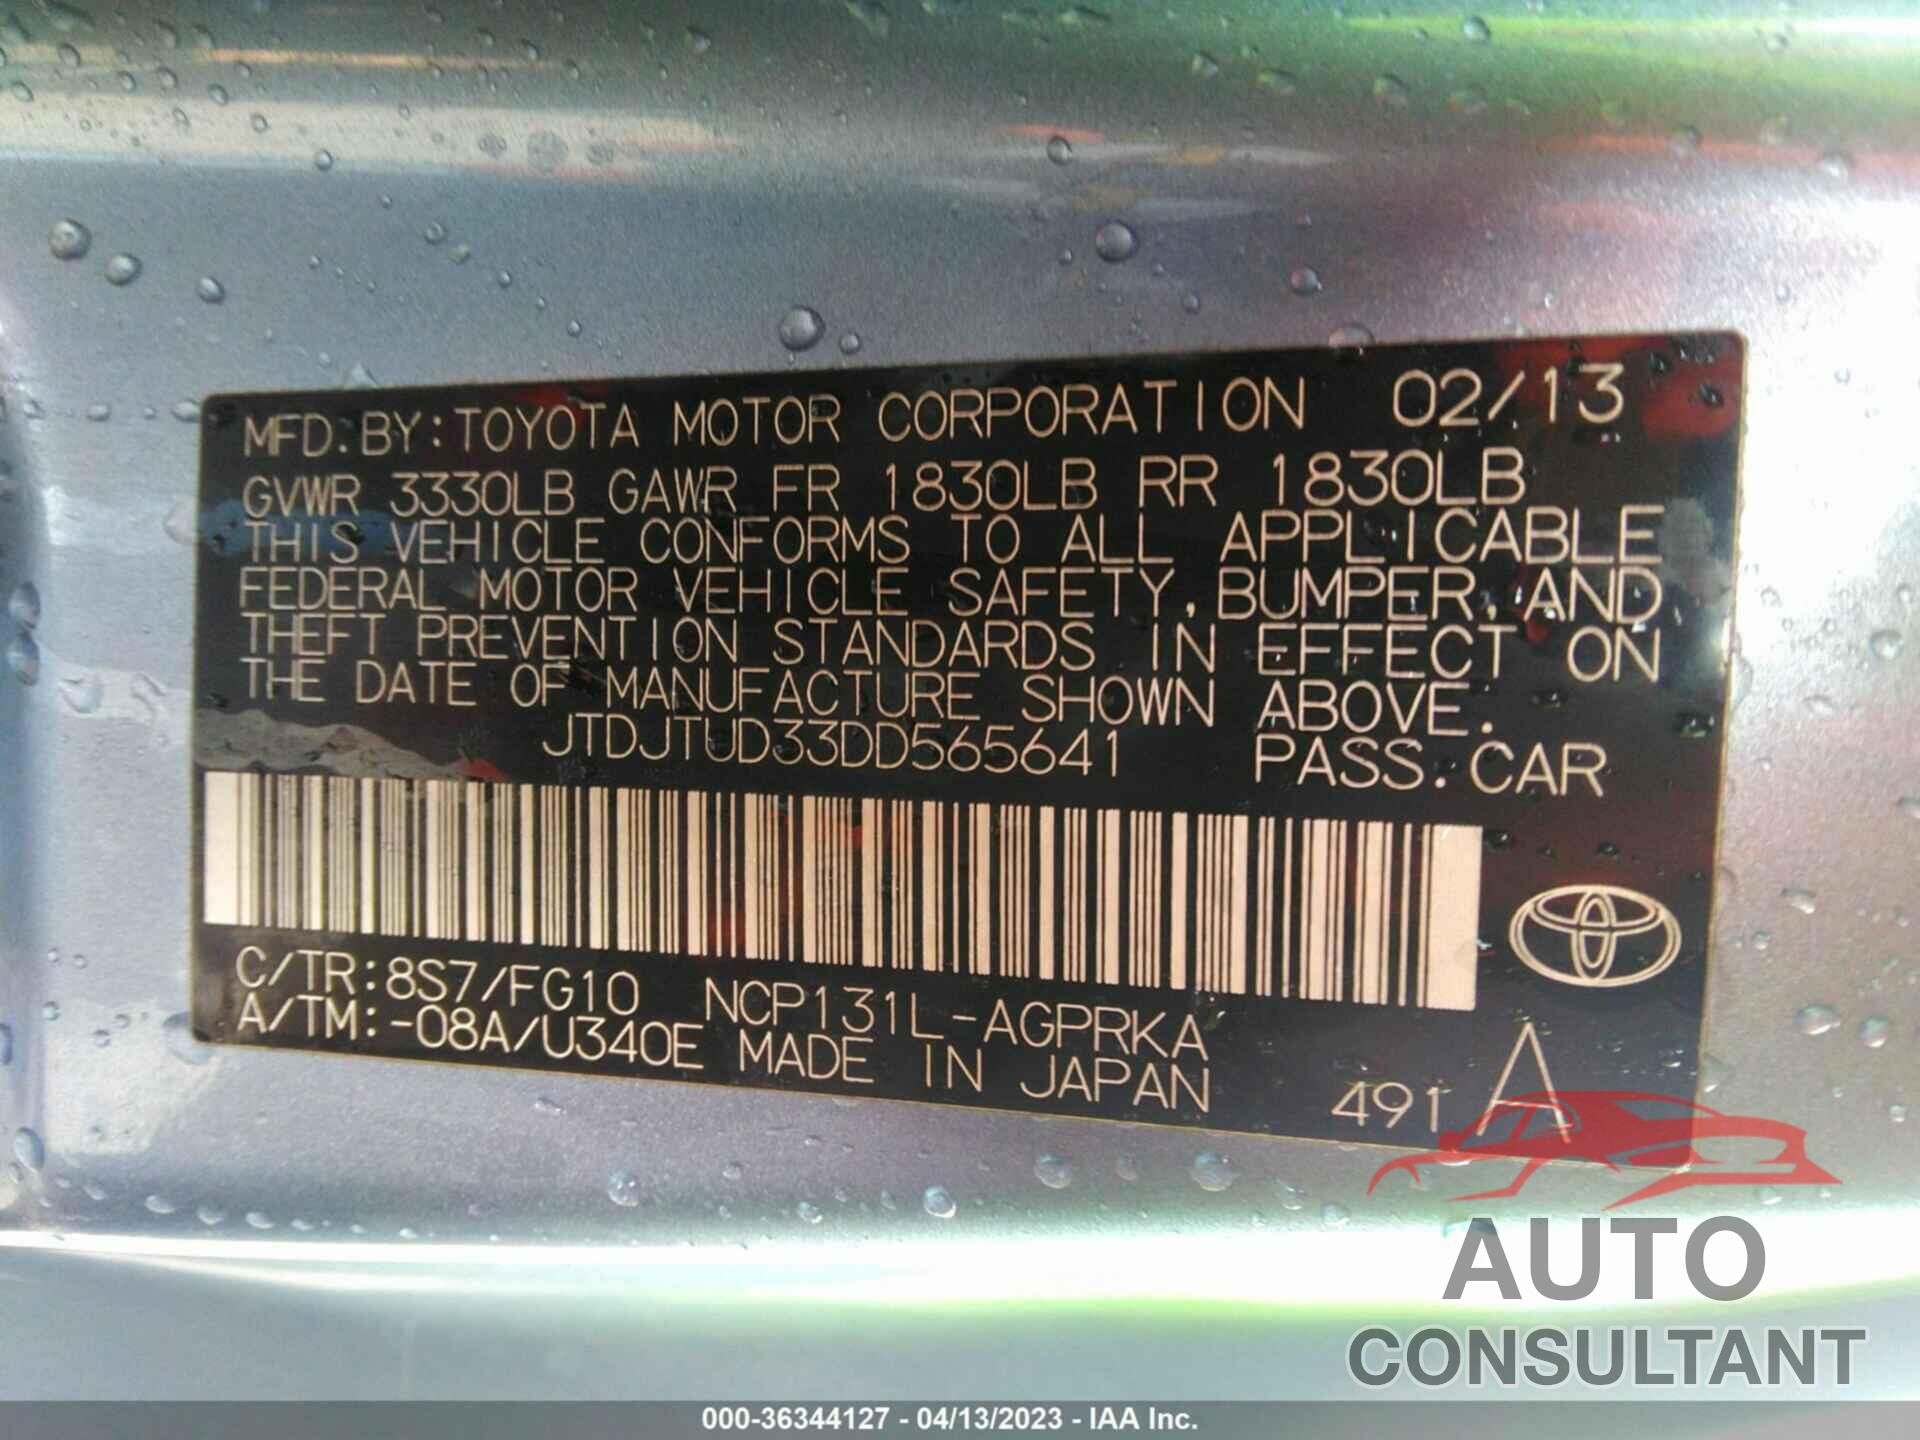 MFD. BY: TOYOTA MOTOR CORPORATION 02/13
GVWR 3330LB GAWR FR 1830LB RR 1830LB
THIS VEHICLE CONFORMS TO ALL APPLICABLE
FEDERAL MOTOR VEHICLE SAFETY, BUMPER, AND
THEFT PREVENTION STANDARDS IN EFFECT ON
THE DATE OF MANUFACTURE SHOWN ABOVE.
JTDJTUD33DD565641 PASS. CAR
C/TR: 8S7/FG10 NCP131L-AGPRKA
A/TM: -08A/U340E MADE IN JAPAN 491 A
AUTO
CONSULTANT
000-36344127 - 04/13/2023 - IAA Inc.